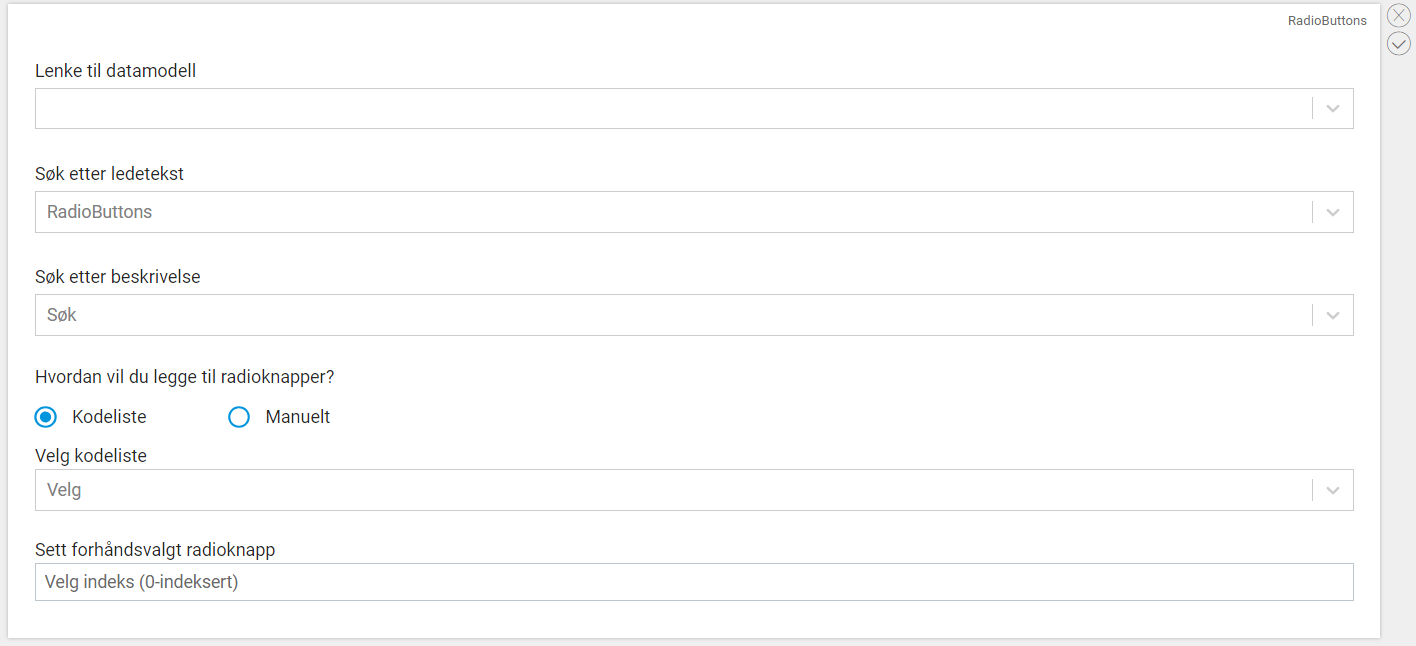 RadioButtons
Lenke til datamodell
Søk etter ledetekst
RadioButtons
Søk etter beskrivelse
Søk
Hvordan vil du legge til radioknapper?
Kodeliste
Manuelt
Velg kodeliste
Velg
Sett forhåndsvalgt radioknapp
Velg indeks (0-indeksert)